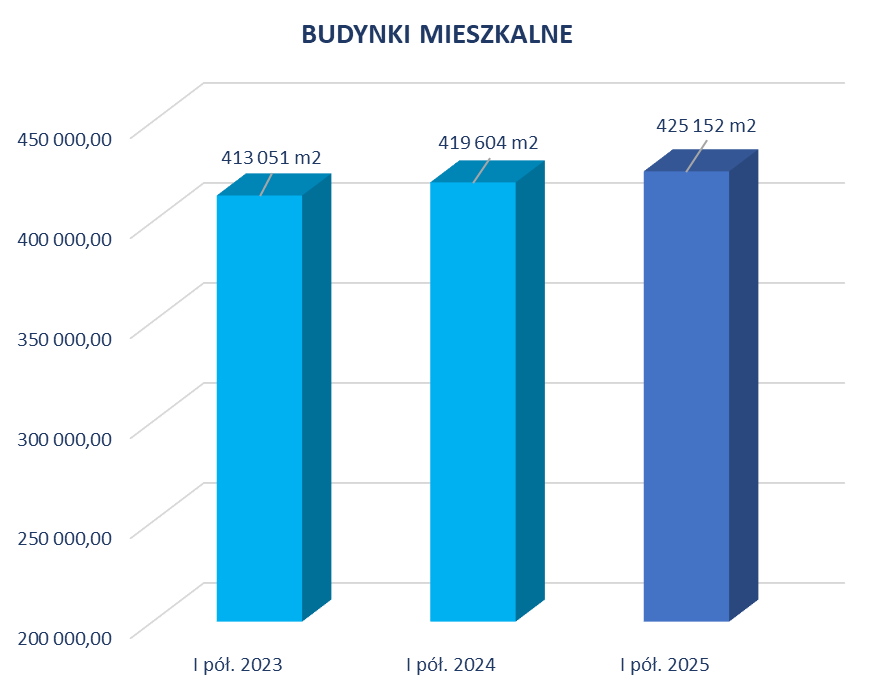 BUDYNKI MIESZKALNE
450 000,00
400 000,00
350 000,00
300 000,00
250 000,00
200 000,00
413 051 m2
419 604 m2
425 152 m2
I pół. 2023
I pół. 2024
I pół. 2025